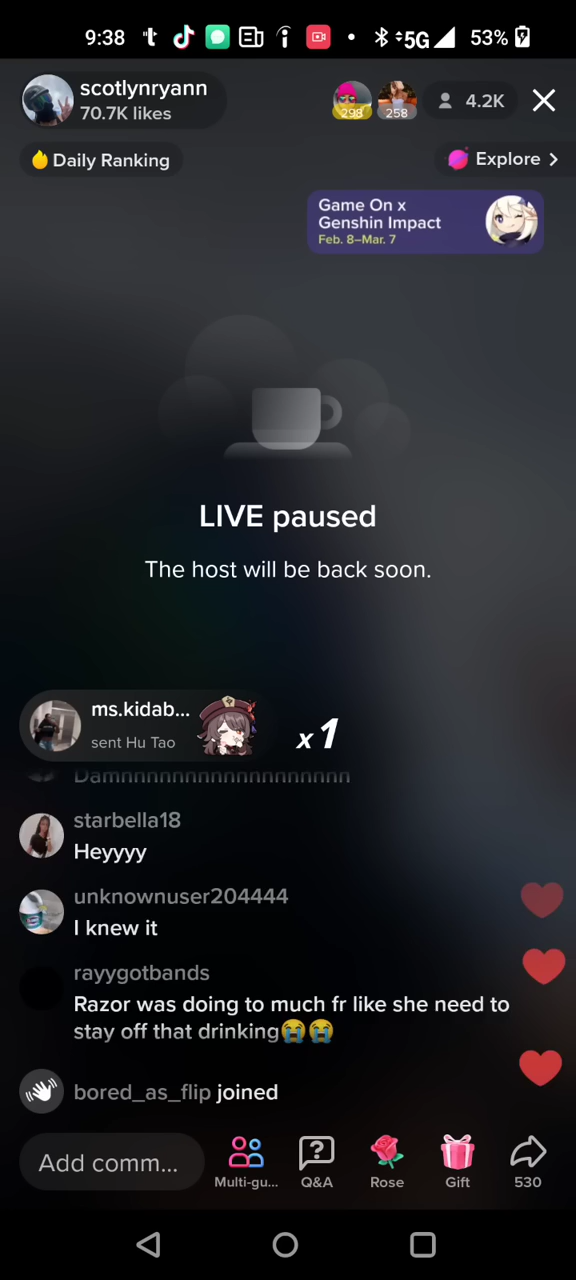 9:38
5G
53%
scotlynryann
70.7K likes
298
258
4.2K
Daily Ranking
Explore
Game On x
Genshin Impact
Feb. 8–Mar. 7
LIVE paused
The host will be back soon.
ms.kidab...
sent Hu Tao
x1
starbella18
Heyyyy
unknownuser204444
I knew it
rayygotbands
Razor was doing to much fr like she need to
stay off that drinking😭😭
bored_as_flip joined
Add comm...
Multi-gu...
Q&A
Rose
Gift
530